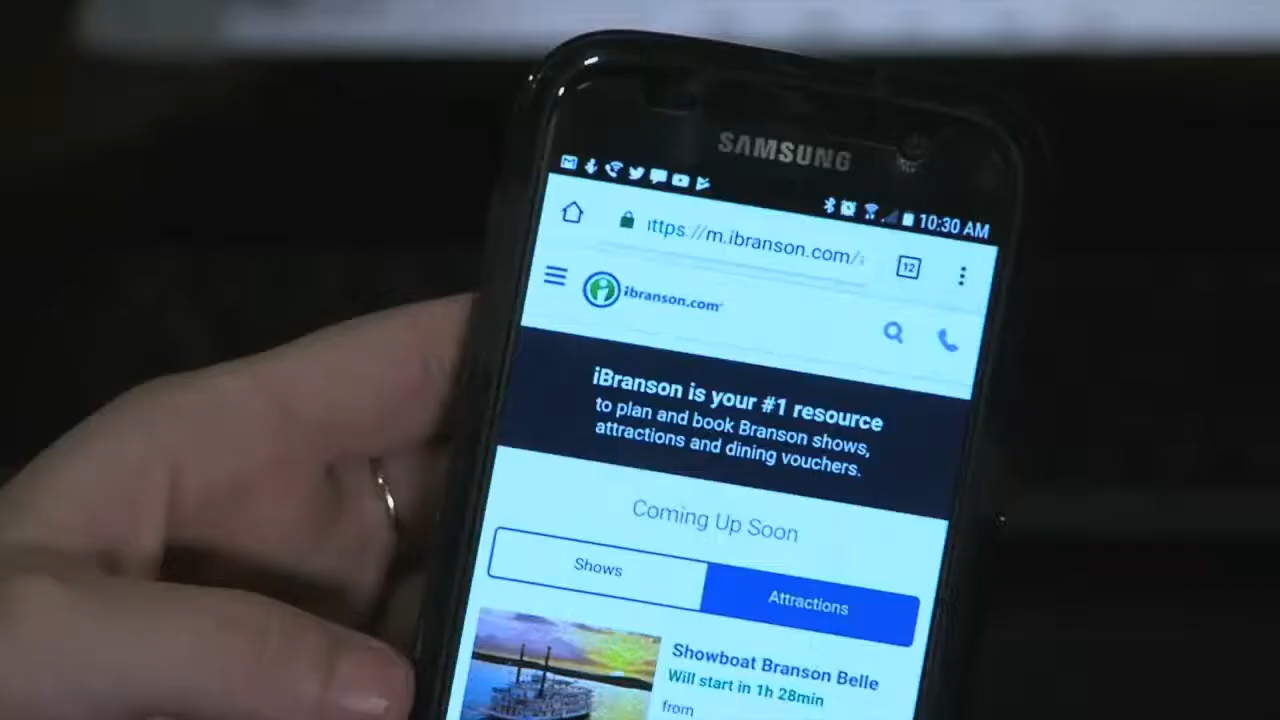 SAMSUNG
10:30 AM
ttps://m.ibranson.com/
12
ibranson.com
iBranson is your #1 resource
to plan and book Branson shows,
attractions and dining vouchers.
Coming Up Soon
Shows
Attractions
Showboat Branson Belle
Will start in 1h 28min
from